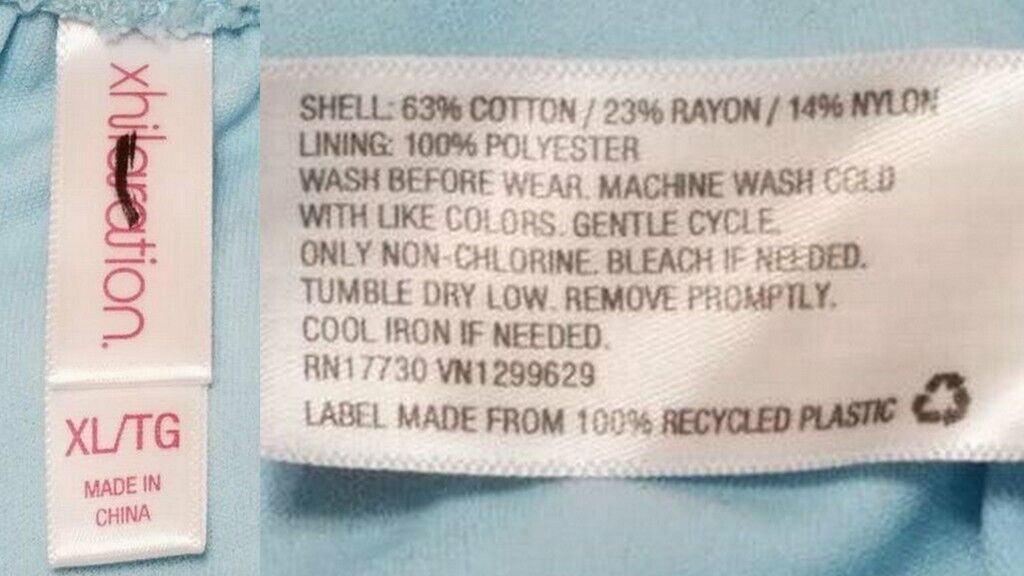 xhilaration.
XL/TG
MADE IN
CHINA
SHELL: 63% COTTON / 23% RAYON / 14% NYLON
LINING: 100% POLYESTER
WASH BEFORE WEAR. MACHINE WASH COLD
WITH LIKE COLORS. GENTLE CYCLE.
ONLY NON-CHLORINE. BLEACH IF NEEDED.
TUMBLE DRY LOW. REMOVE PROMPTLY.
COOL IRON IF NEEDED.
RN17730 VN1299629
LABEL MADE FROM 100% RECYCLED PLASTIC